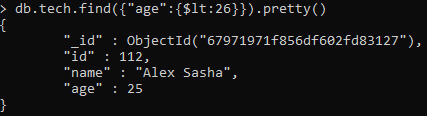 > db.tech.find({"age":{$lt:26}}).pretty()
{
        "_id" : ObjectId("67971971f856df602fd83127"),
        "id" : 112,
        "name" : "Alex Sasha",
        "age" : 25
}